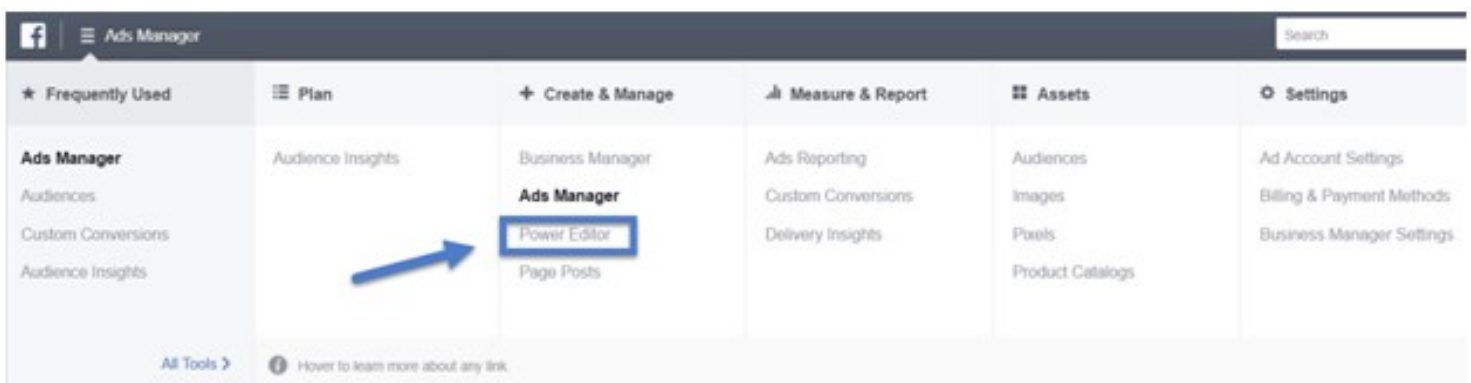 f Ads Manager Search
Frequently Used
Ads Manager
Audiences
Custom Conversions
Audience Insights
All Tools
Plan
Audience Insights
Create & Manage
Business Manager
Ads Manager
Power Editor
Page Posts
Measure & Report
Ads Reporting
Custom Conversions
Delivery Insights
Assets
Audiences
Images
Pixels
Product Catalogs
Settings
Ad Account Settings
Billing & Payment Methods
Business Manager Settings
Hover to learn more about any link.